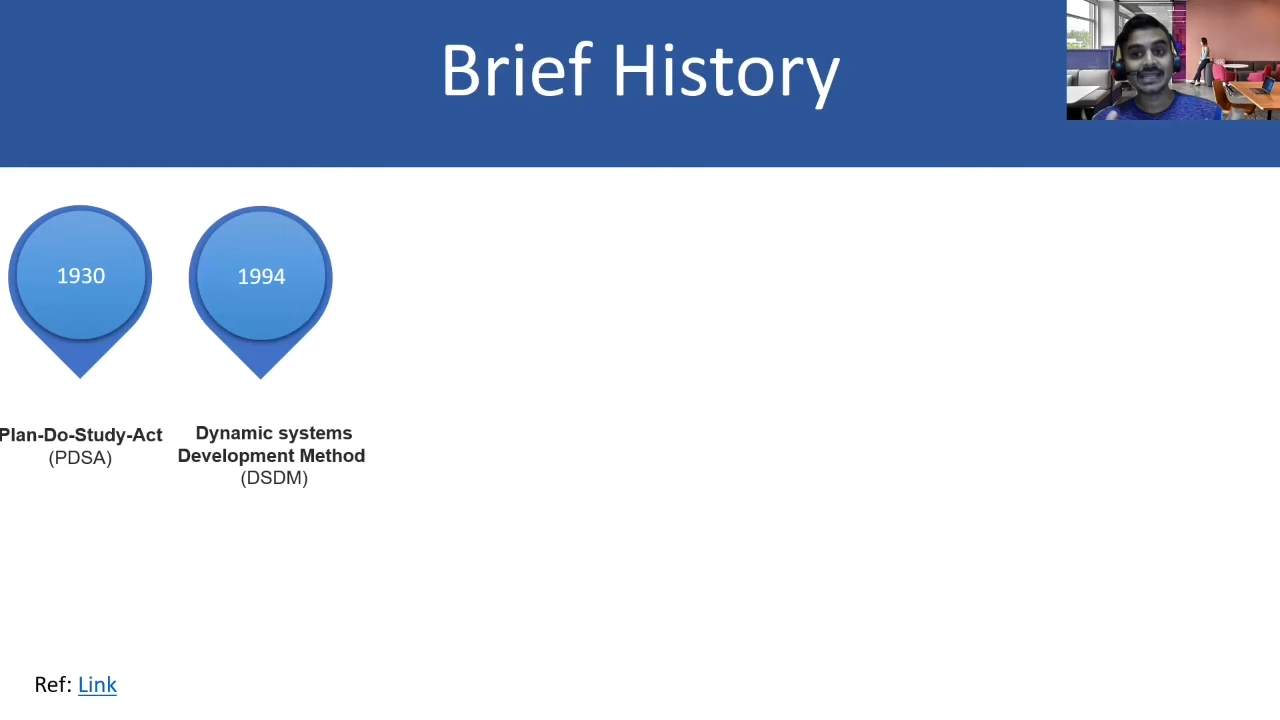 Brief History
1930
1994
Plan-Do-Study-Act
(PDSA)
Dynamic systems
Development Method
(DSDM)
Ref: Link